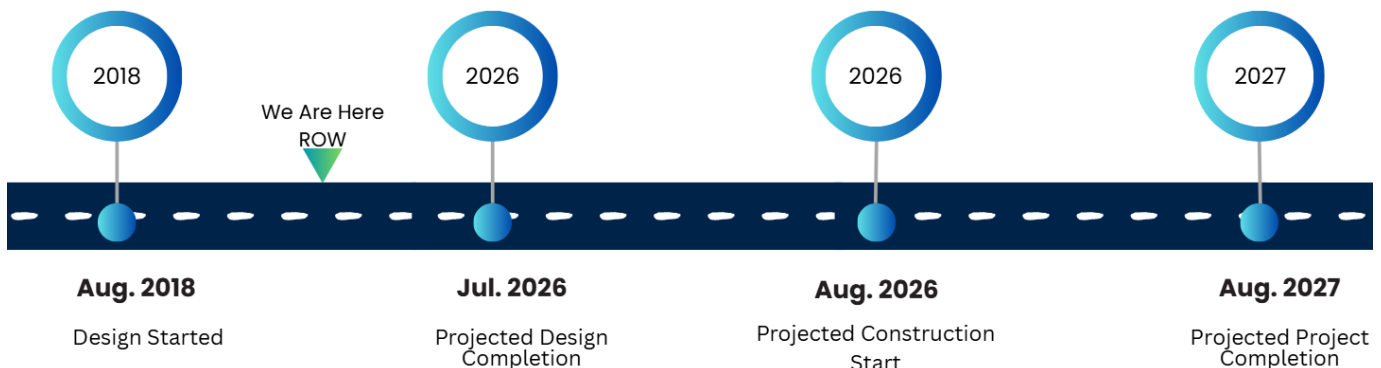 2018
We Are Here
ROW
2026
2026
2027
Aug. 2018
Design Started
Jul. 2026
Projected Design
Completion
Aug. 2026
Projected Construction
Start
Aug. 2027
Projected Project
Completion